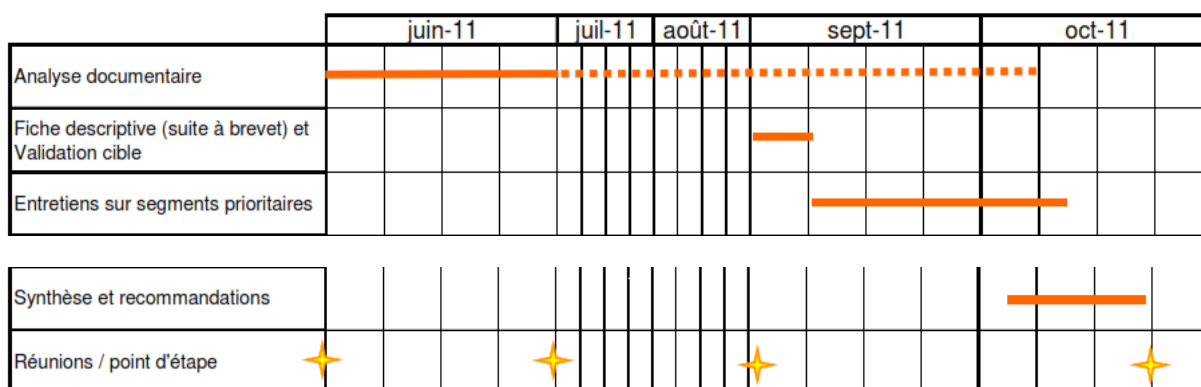 juin-11 juil-11 août-11 sept-11 oct-11
Analyse documentaire
Fiche descriptive (suite à brevet) et
Validation cible
Entretiens sur segments prioritaires
Synthèse et recommandations
Réunions / point d'étape